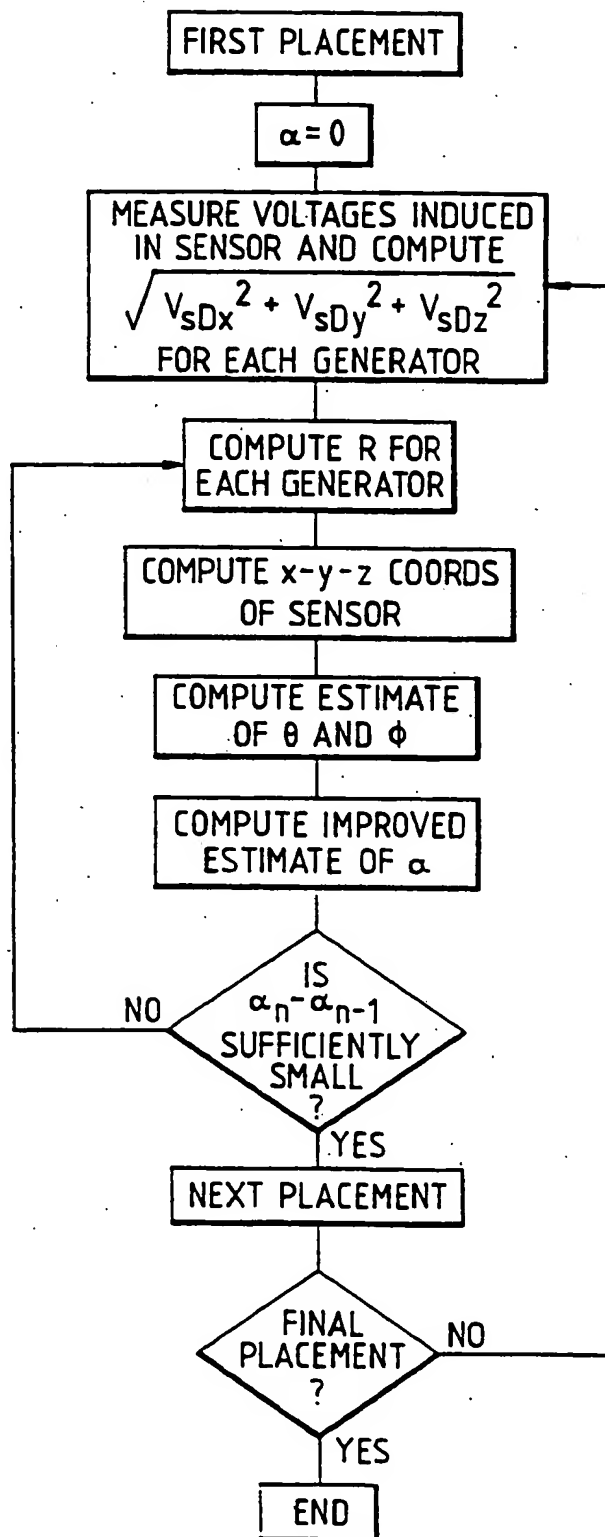 FIRST PLACEMENT
α = 0
MEASURE VOLTAGES INDUCED
IN SENSOR AND COMPUTE
√(VsDx² + VsDy² + VsDz²)
FOR EACH GENERATOR
COMPUTE R FOR
EACH GENERATOR
COMPUTE x-y-z COORDS
OF SENSOR
COMPUTE ESTIMATE
OF θ AND ϕ
COMPUTE IMPROVED
ESTIMATE OF α
IS
NO
αn-αn-1
SUFFICIENTLY
SMALL
?
YES
NEXT PLACEMENT
FINAL
NO
PLACEMENT
?
YES
END